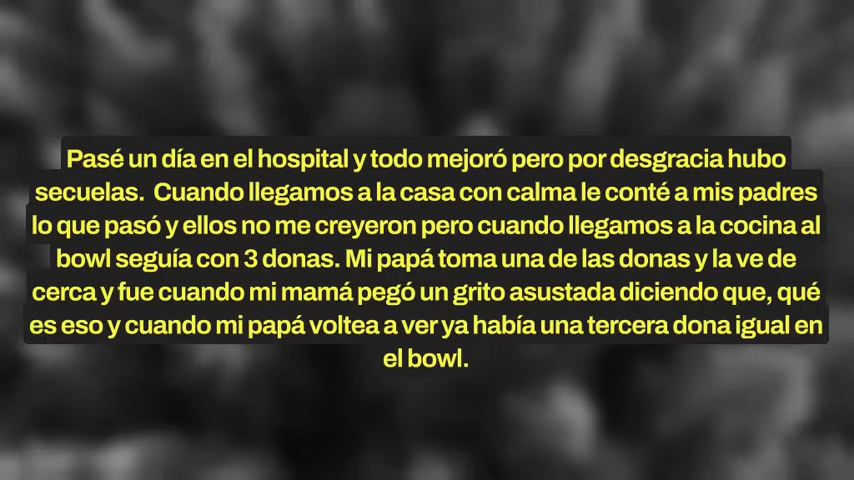 Pasé un día en el hospital y todo mejoró pero por desgracia hubo
secuelas.  Cuando llegamos a la casa con calma le conté a mis padres
lo que pasó y ellos no me creyeron pero cuando llegamos a la cocina al
bowl seguía con 3 donas. Mi papá toma una de las donas y la ve de
cerca y fue cuando mi mamá pegó un grito asustada diciendo que, qué
es eso y cuando mi papá voltea a ver ya había una tercera dona igual en
el bowl.